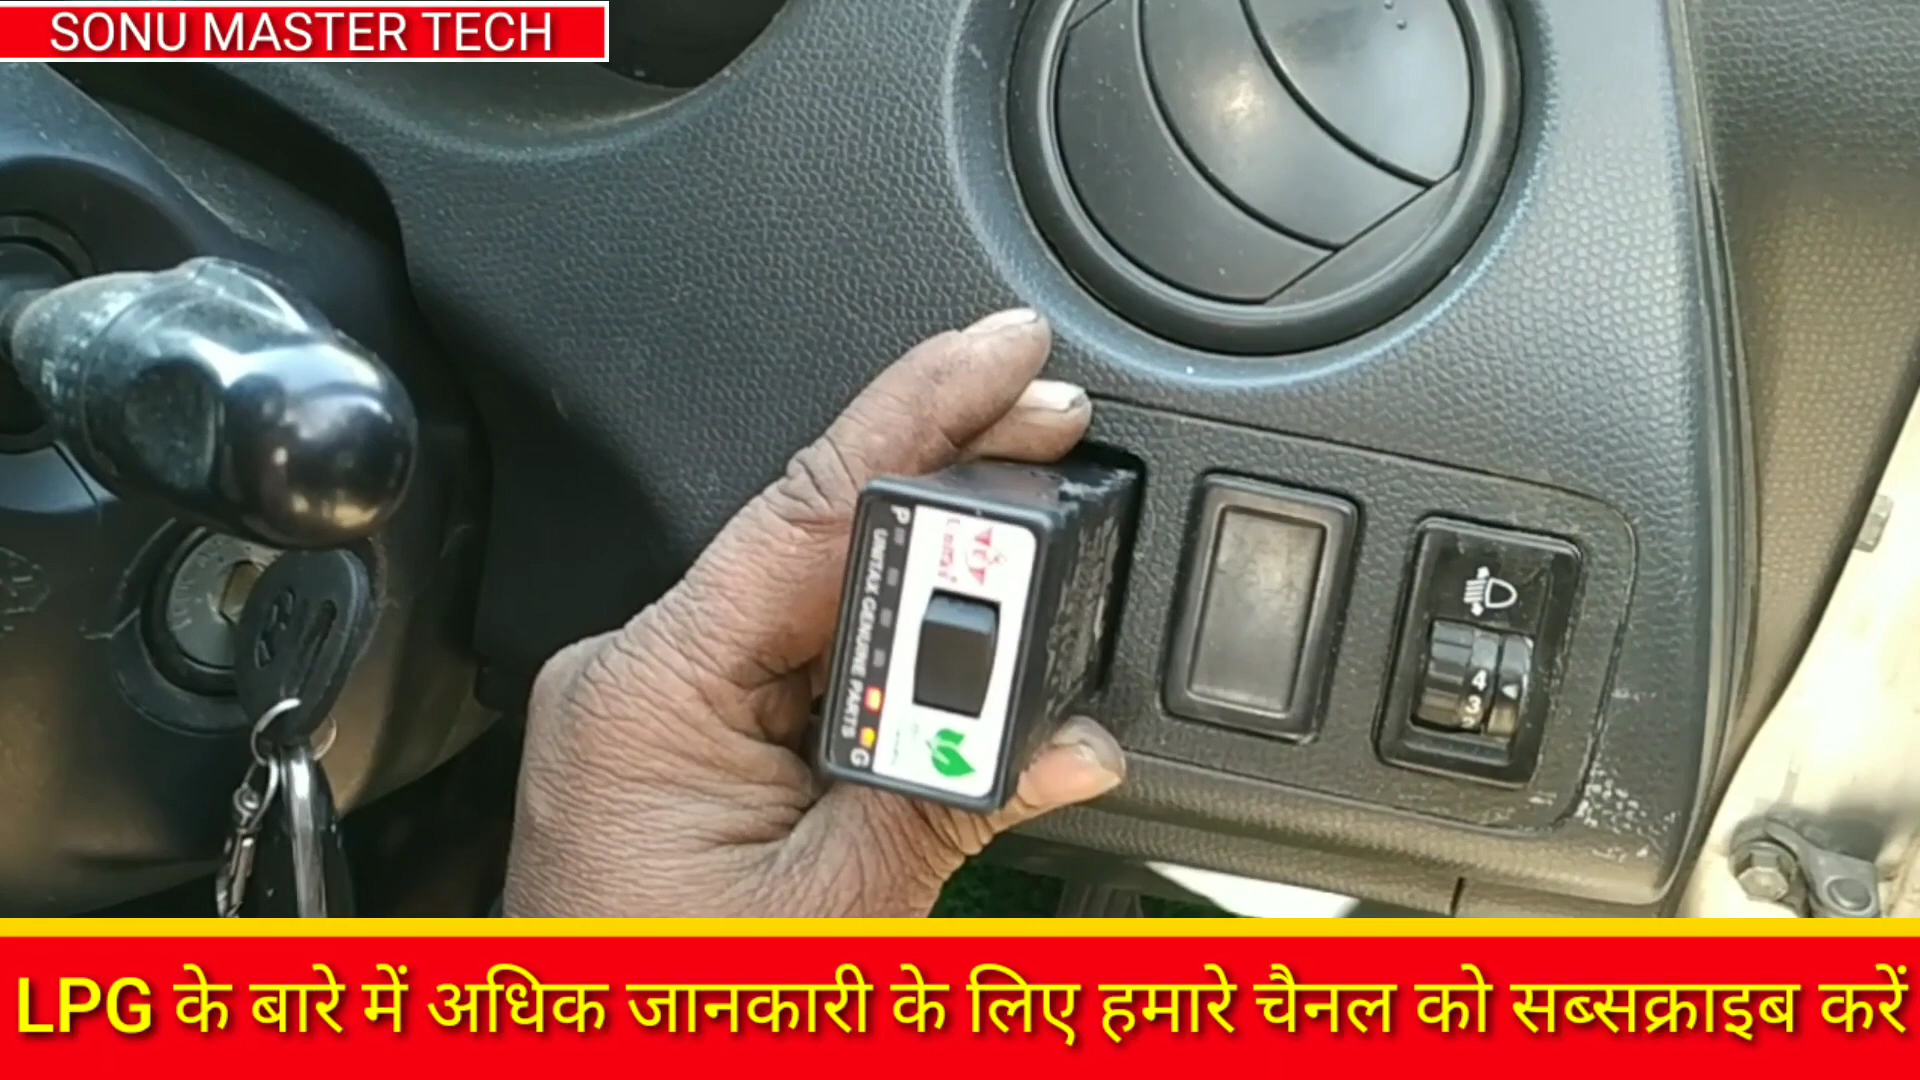 SONU MASTER TECH
P
UNITAX GENUINE PARTS
G
4
3
LPG के बारे में अधिक जानकारी के लिए हमारे चैनल को सब्सक्राइब करें